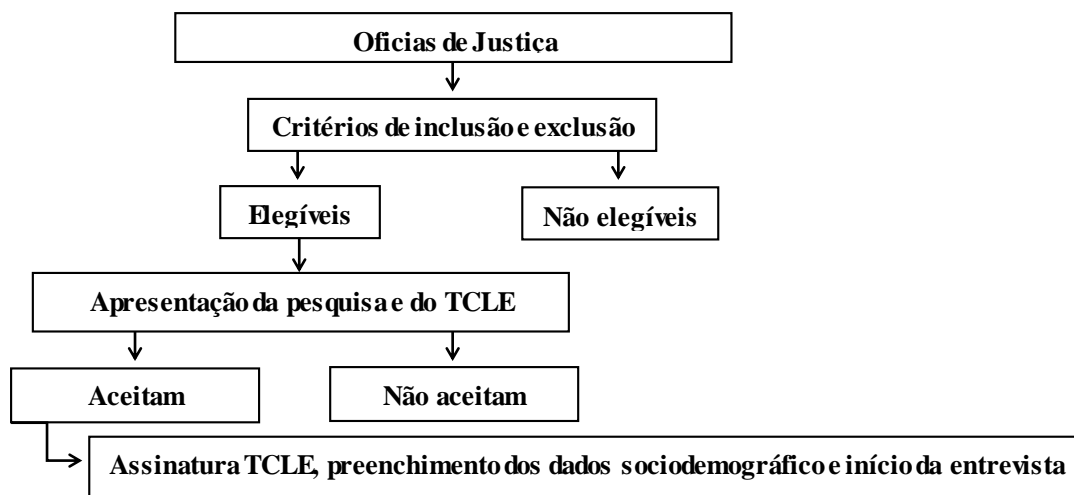 Oficias de Justiça
Critérios de inclusão e exclusão
Elegíveis
Não elegíveis
Apresentação da pesquisa e do TCLE
Aceitam
Não aceitam
Assinatura TCLE, preenchimento dos dados sociodemográfico e início da entrevista